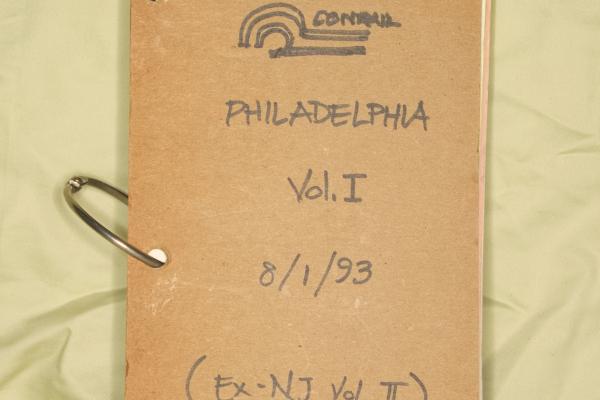 CONRAIL
PHILADELPHIA
Vol. I
8/1/93
(Ex-NJ Vol II)